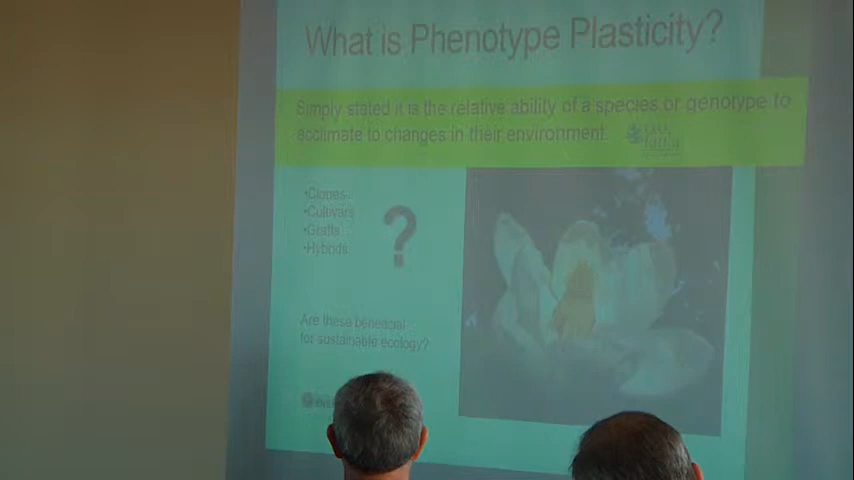 What is Phenotype Plasticity?
Simply stated it is the relative ability of a species or genotype to
acclimate to changes in their environment.
•Clones
•Cultivars
•Grafts
•Hybrids
?
Are these beneficial
for sustainable ecology?